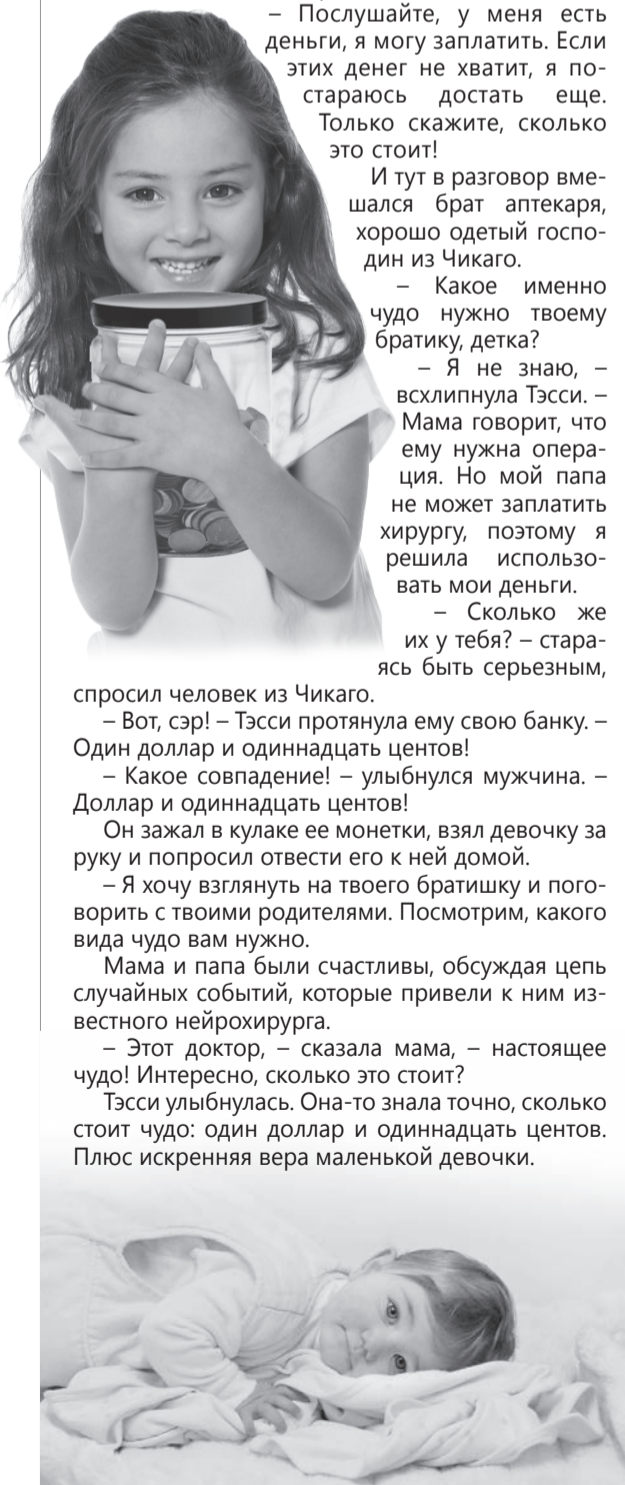 – Послушайте, у меня есть
деньги, я могу заплатить. Если
этих денег не хватит, я по-
стараюсь достать еще.
Только скажите, сколько
это стоит!
И тут в разговор вме-
шался брат аптекаря,
хорошо одетый госпо-
дин из Чикаго.
– Какое именно
чудо нужно твоему
братику, детка?
– Я не знаю, –
всхлипнула Тэсси. –
Мама говорит, что
ему нужна опера-
ция. Но мой папа
не может заплатить
хирургу, поэтому я
решила использо-
вать мои деньги.
– Сколько же
их у тебя? – стара-
ясь быть серьезным,
спросил человек из Чикаго.
– Вот, сэр! – Тэсси протянула ему свою банку. –
Один доллар и одиннадцать центов!
– Какое совпадение! – улыбнулся мужчина. –
Доллар и одиннадцать центов!
Он зажал в кулаке ее монетки, взял девочку за
руку и попросил отвести его к ней домой.
– Я хочу взглянуть на твоего братишку и пого-
ворить с твоими родителями. Посмотрим, какого
вида чудо вам нужно.
Мама и папа были счастливы, обсуждая цепь
случайных событий, которые привели к ним из-
вестного нейрохирурга.
– Этот доктор, – сказала мама, – настоящее
чудо! Интересно, сколько это стоит?
Тэсси улыбнулась. Она-то знала точно, сколько
стоит чудо: один доллар и одиннадцать центов.
Плюс искренняя вера маленькой девочки.